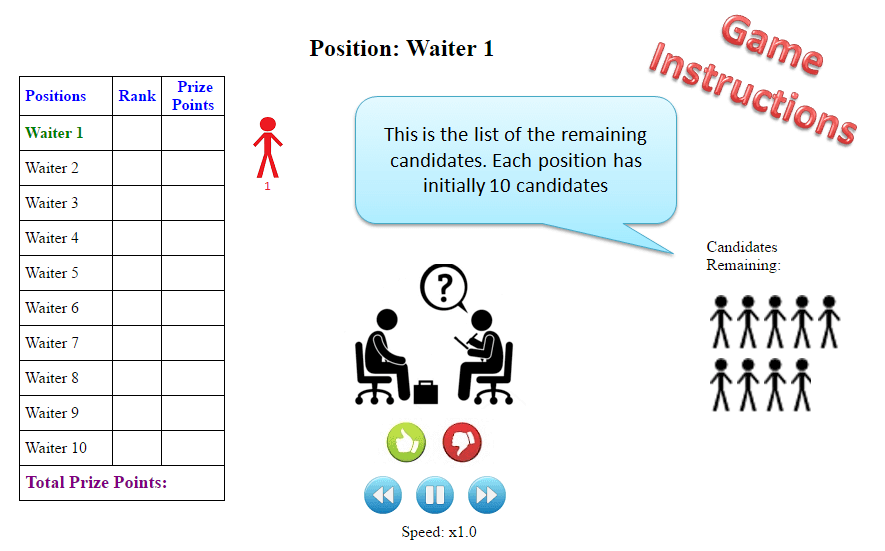 Position: Waiter 1
Game
Instructions
Positions Rank Prize Points
Waiter 1
Waiter 2
Waiter 3
Waiter 4
Waiter 5
Waiter 6
Waiter 7
Waiter 8
Waiter 9
Waiter 10
Total Prize Points:
1
This is the list of the remaining
candidates. Each position has
initially 10 candidates
?
Candidates
Remaining:
Speed: x1.0